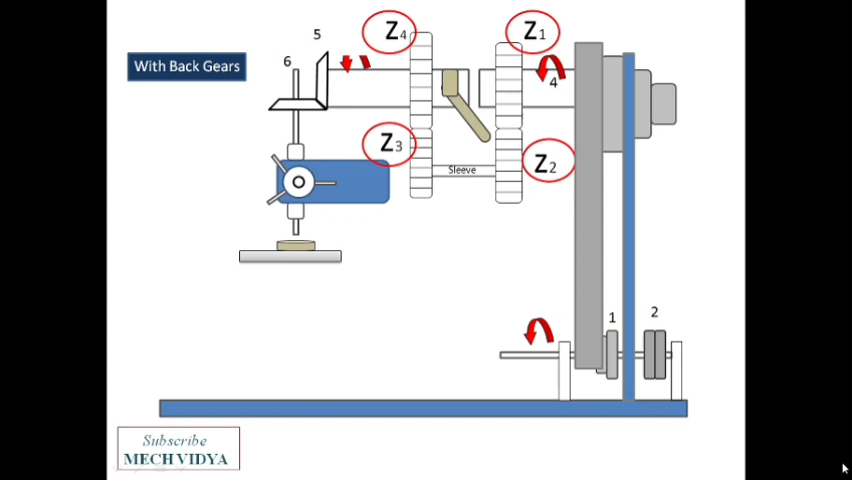 With Back Gears
5
6
Z4
Z1
4
Z3
Z2
Sleeve
1
2
Subscribe
MECH VIDYA